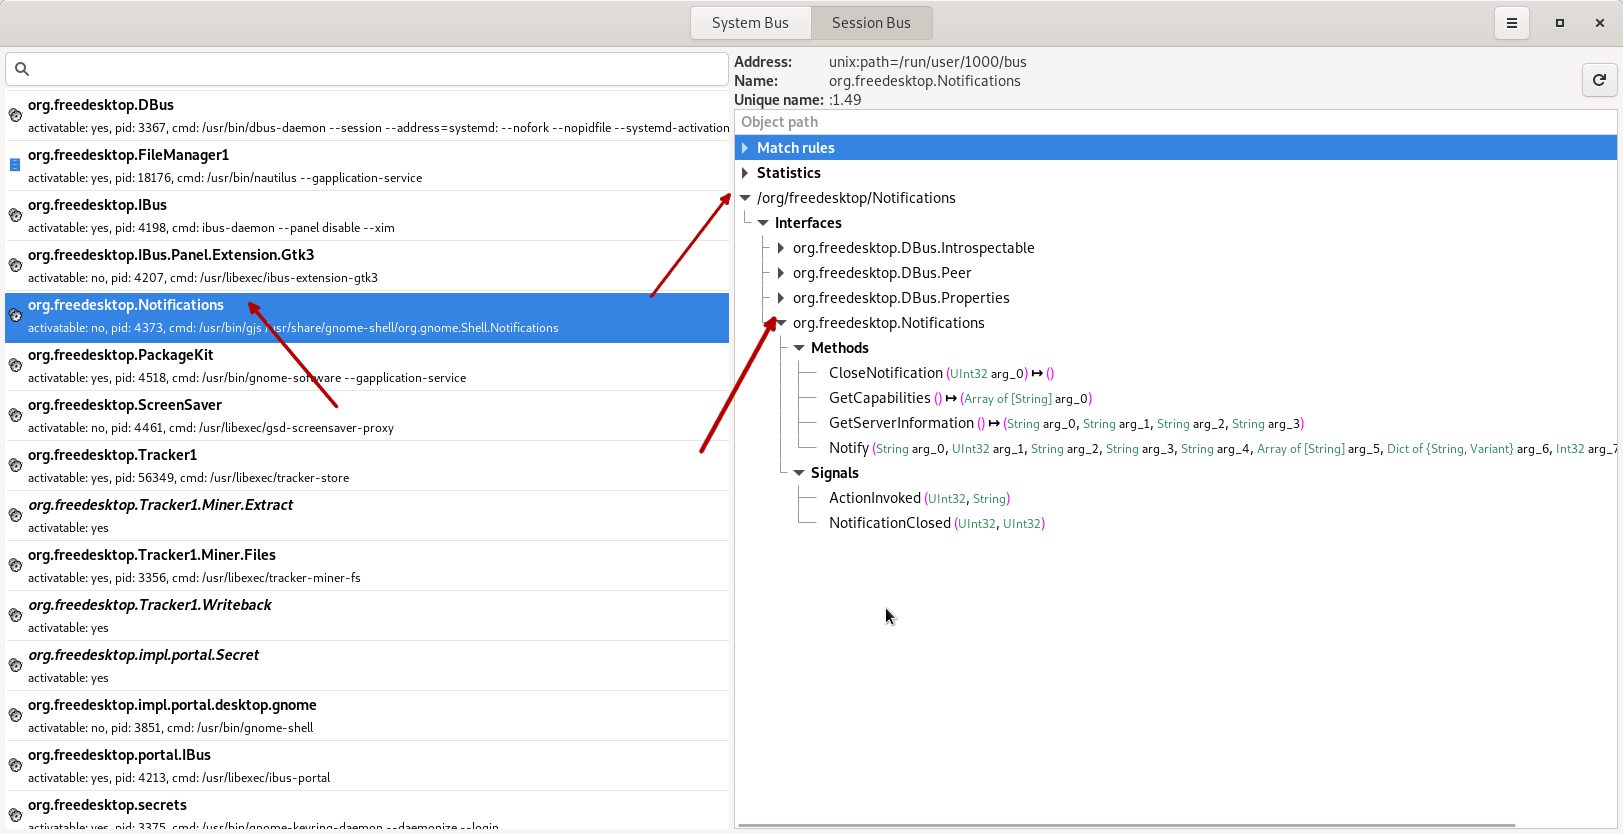 System Bus
Session Bus
org.freedesktop.DBus
activatable: yes, pid: 3367, cmd: /usr/bin/dbus-daemon --session --address=systemd: --nofork --nopidfile --systemd-activation
org.freedesktop.FileManager1
activatable: yes, pid: 18176, cmd: /usr/bin/nautilus --gapplication-service
org.freedesktop.IBus
activatable: yes, pid: 4198, cmd: ibus-daemon --panel disable --xim
org.freedesktop.IBus.Panel.Extension.Gtk3
activatable: no, pid: 4207, cmd: /usr/libexec/ibus-extension-gtk3
org.freedesktop.Notifications
activatable: no, pid: 4373, cmd: /usr/bin/gjs /usr/share/gnome-shell/org.gnome.Shell.Notifications
org.freedesktop.PackageKit
activatable: yes, pid: 4518, cmd: /usr/bin/gnome-software --gapplication-service
org.freedesktop.ScreenSaver
activatable: no, pid: 4461, cmd: /usr/libexec/gsd-screensaver-proxy
org.freedesktop.Tracker1
activatable: yes, pid: 56349, cmd: /usr/libexec/tracker-store
org.freedesktop.Tracker1.Miner.Extract
activatable: yes
org.freedesktop.Tracker1.Miner.Files
activatable: yes, pid: 3356, cmd: /usr/libexec/tracker-miner-fs
org.freedesktop.Tracker1.Writeback
activatable: yes
org.freedesktop.impl.portal.Secret
activatable: yes
org.freedesktop.impl.portal.desktop.gnome
activatable: no, pid: 3851, cmd: /usr/bin/gnome-shell
org.freedesktop.portal.IBus
activatable: yes, pid: 4213, cmd: /usr/libexec/ibus-portal
org.freedesktop.secrets
activatable: yes, pid: 3375, cmd: /usr/bin/gnome-keyring-daemon --daemonize --login
Address: unix:path=/run/user/1000/bus
Name: org.freedesktop.Notifications
Unique name: :1.49
Object path
Match rules
Statistics
/org/freedesktop/Notifications
Interfaces
org.freedesktop.DBus.Introspectable
org.freedesktop.DBus.Peer
org.freedesktop.DBus.Properties
org.freedesktop.Notifications
Methods
CloseNotification (UInt32 arg_0) ↦ ()
GetCapabilities () ↦ (Array of [String] arg_0)
GetServerInformation () ↦ (String arg_0, String arg_1, String arg_2, String arg_3)
Notify (String arg_0, UInt32 arg_1, String arg_2, String arg_3, String arg_4, Array of [String] arg_5, Dict of {String, Variant} arg_6, Int32 arg_7
Signals
ActionInvoked (UInt32, String)
NotificationClosed (UInt32, UInt32)